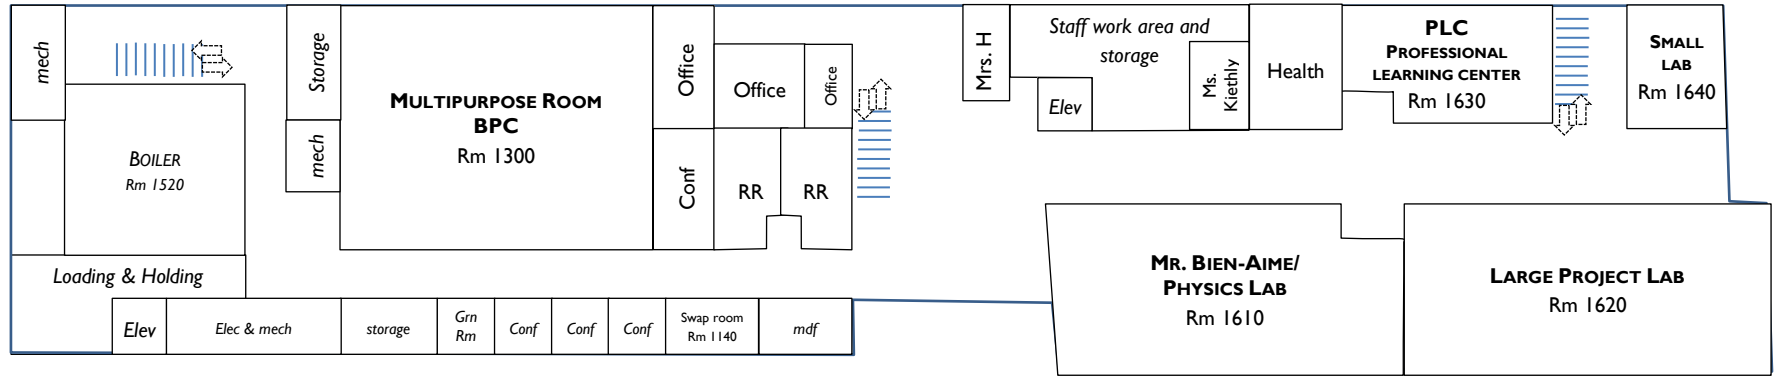 mech
BOILER
Rm 1520
Loading & Holding
Storage
mech
MULTIPURPOSE ROOM
BPC
Rm 1300
Office
Conf
Office
Office
RR
RR
Elev
Elec & mech
storage
Grn
Rm
Conf
Conf
Conf
Swap room
Rm 1140
mdf
Mrs. H
Staff work area and
storage
Elev
Ms.
Kiethly
Health
PLC
PROFESSIONAL
LEARNING CENTER
Rm 1630
SMALL
LAB
Rm 1640
MR. BIEN-AIME/
PHYSICS LAB
Rm 1610
LARGE PROJECT LAB
Rm 1620